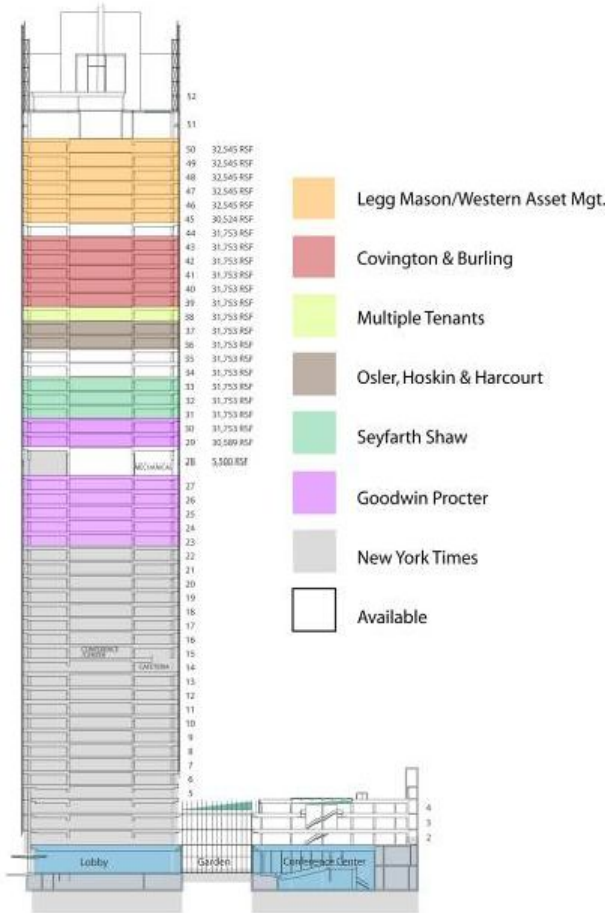 52
51
50 32,545 RSF
49 32,545 RSF
48 32,545 RSF
47 32,545 RSF
46 32,545 RSF
45 30,524 RSF
44 31,753 RSF
43 31,753 RSF
42 31,753 RSF
41 31,753 RSF
40 31,753 RSF
39 31,753 RSF
38 31,753 RSF
37 31,753 RSF
36 31,753 RSF
35 31,753 RSF
34 31,753 RSF
33 31,753 RSF
32 31,753 RSF
31 31,753 RSF
30 31,753 RSF
29 30,589 RSF
MECHANICAL 28 5,500 RSF
27
26
25
24
23
22
21
20
19
18
17
16
CONFERENCE CENTER 15
CAFETERIA 14
13
12
11
10
9
8
7
6
5
4
3
2
Lobby
Garden
Conference Center
Legg Mason/Western Asset Mgt.
Covington & Burling
Multiple Tenants
Osler, Hoskin & Harcourt
Seyfarth Shaw
Goodwin Procter
New York Times
Available